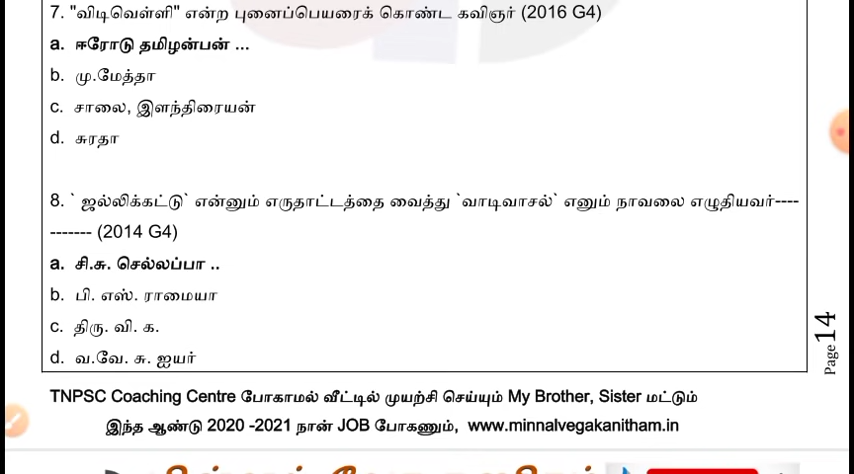 7. "விடிவெள்ளி" என்ற புனைப்பெயரைக் கொண்ட கவிஞர் (2016 G4)
a. ஈரோடு தமிழன்பன் ...
b. மு.மேத்தா
c. சாலை, இளந்திரையன்
d. சுரதா
8. ` ஜல்லிக்கட்டு` என்னும் எருதாட்டத்தை வைத்து `வாடிவாசல்` எனும் நாவலை எழுதியவர்----
------- (2014 G4)
a. சி.சு. செல்லப்பா ..
b. பி. எஸ். ராமையா
c. திரு. வி. க.
d. வ.வே. சு. ஐயர்
Page 14
TNPSC Coaching Centre போகாமல் வீட்டில் முயற்சி செய்யும் My Brother, Sister மட்டும்
இந்த ஆண்டு 2020 -2021 நான் JOB போகணும், www.minnalvegakanitham.in